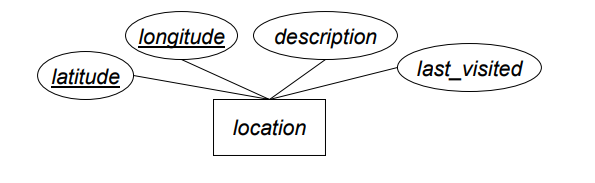 longitude
description
latitude
last_visited
location